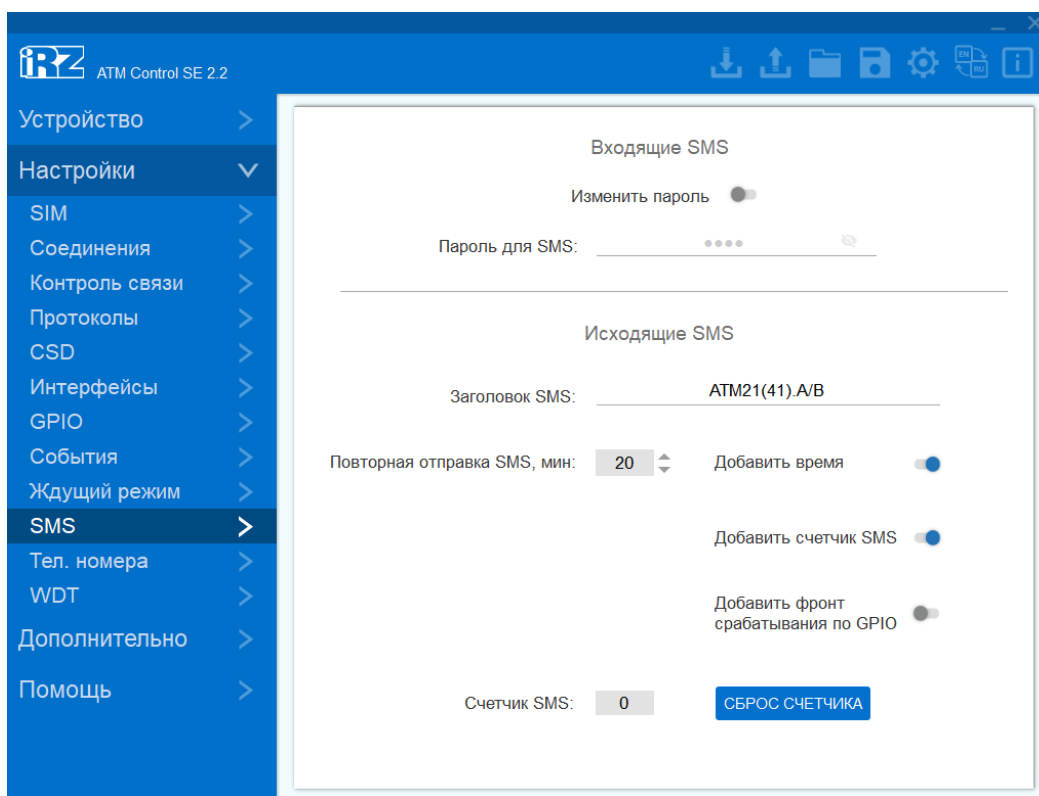 iRZ ATM Control SE 2.2
EN
RU
Устройство
Настройки
SIM
Соединения
Контроль связи
Протоколы
CSD
Интерфейсы
GPIO
События
Ждущий режим
SMS
Тел. номера
WDT
Дополнительно
Помощь
Входящие SMS
Изменить пароль
Пароль для SMS: ••••
Исходящие SMS
Заголовок SMS: ATM21(41).A/B
Повторная отправка SMS, мин: 20 Добавить время
Добавить счетчик SMS
Добавить фронт
срабатывания по GPIO
Счетчик SMS: 0 СБРОС СЧЕТЧИКА